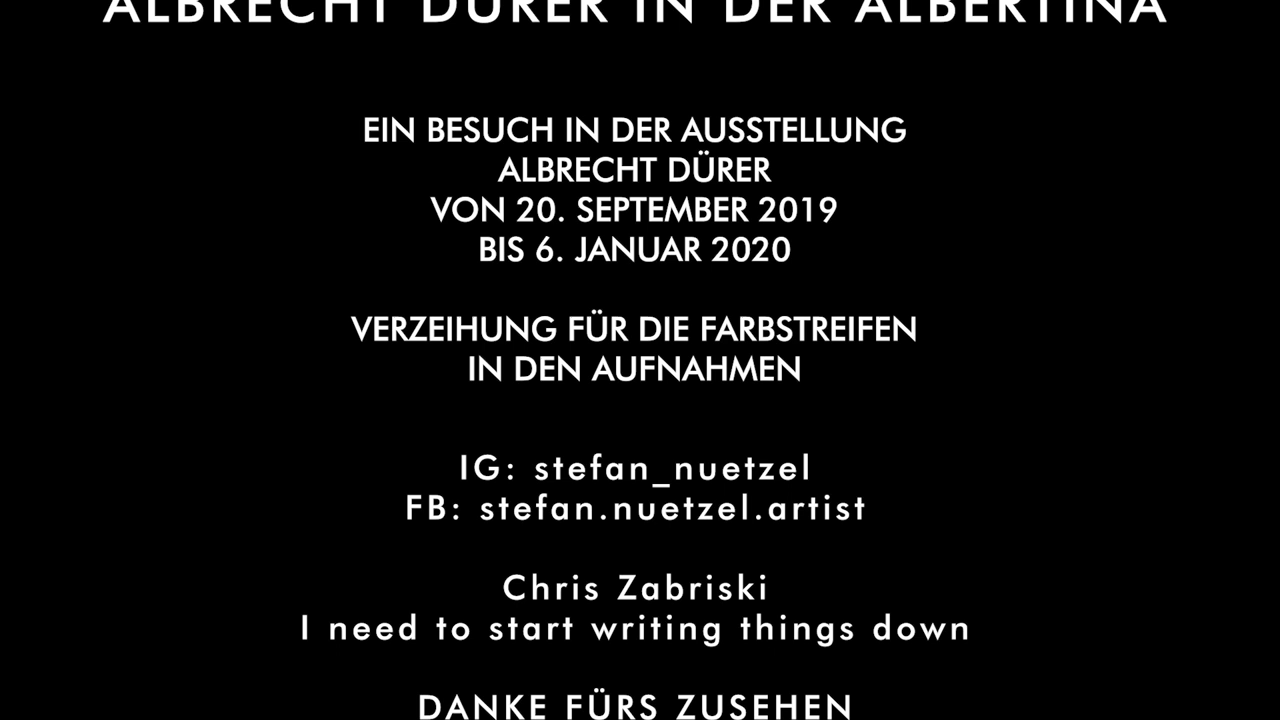 ALBRECHT DÜRER IN DER ALBERTINA
EIN BESUCH IN DER AUSSTELLUNG
ALBRECHT DÜRER
VON 20. SEPTEMBER 2019
BIS 6. JANUAR 2020
VERZEIHUNG FÜR DIE FARBSTREIFEN
IN DEN AUFNAHMEN
IG: stefan_nuetzel
FB: stefan.nuetzel.artist
Chris Zabriski
I need to start writing things down
DANKE FÜRS ZUSEHEN